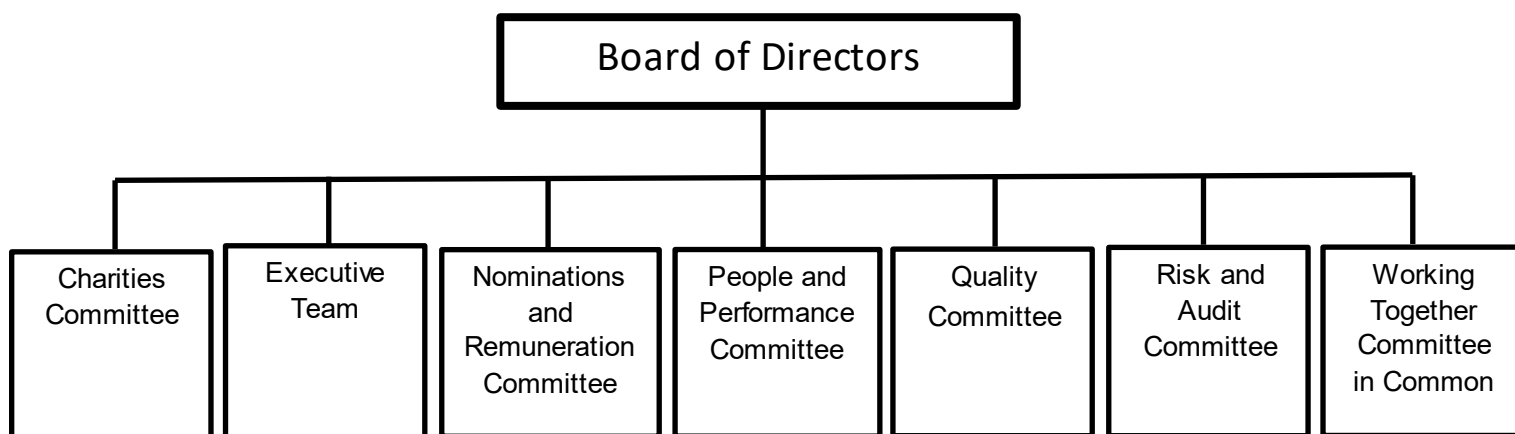 Board of Directors
Charities
Committee
Executive
Team
Nominations
and
Remuneration
Committee
People and
Performance
Committee
Quality
Committee
Risk and
Audit
Committee
Working
Together
Committee
in Common